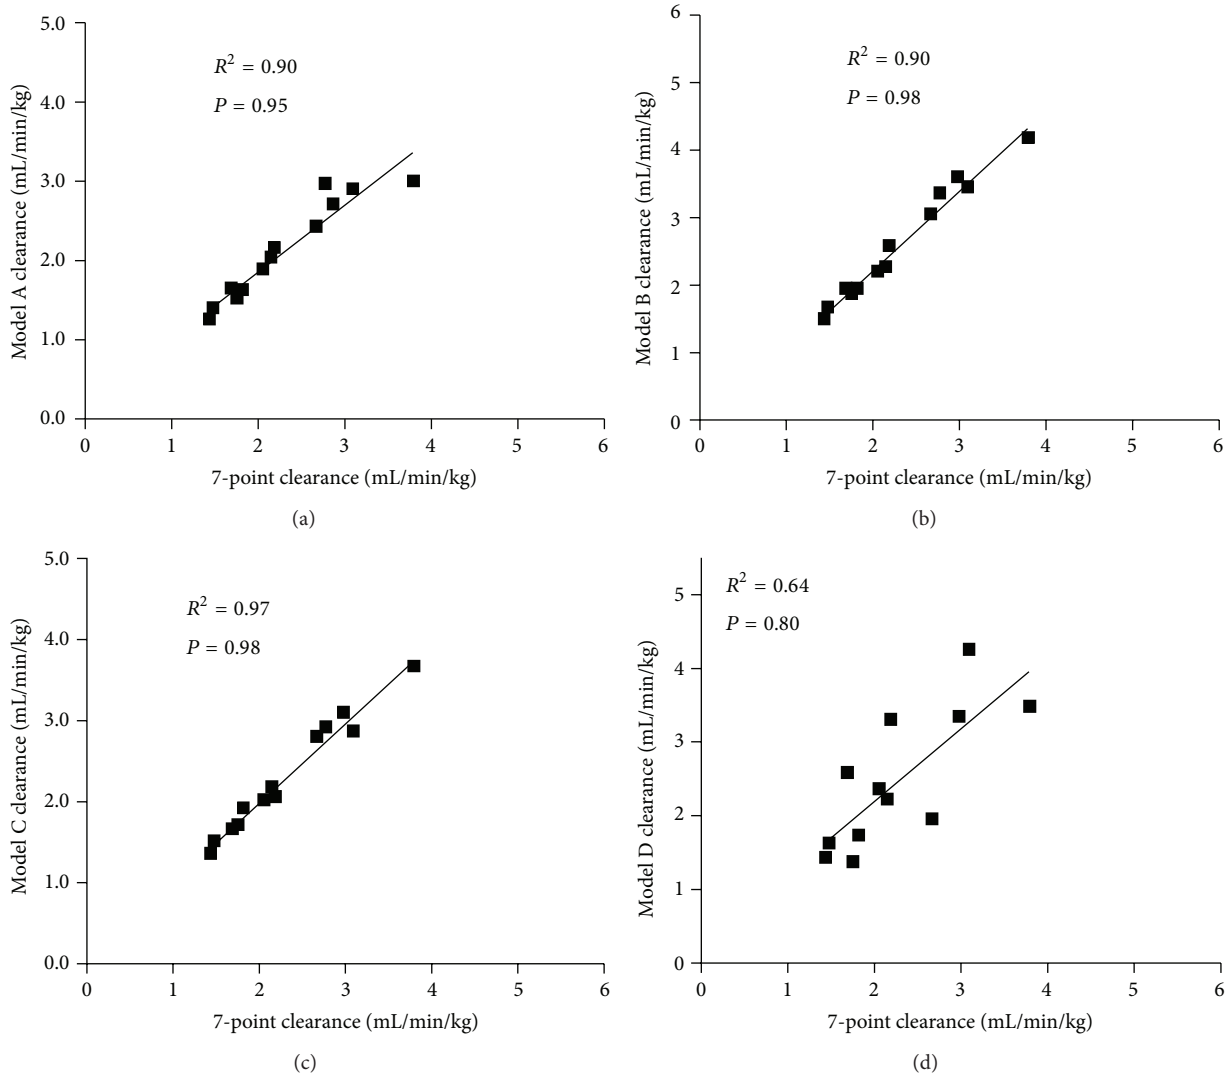 5.0
4.0
3.0
2.0
1.0
0.0
Model A clearance (mL/min/kg)
R² = 0.90
P = 0.95
0 1 2 3 4 5 6
7-point clearance (mL/min/kg)
(a)
6
5
4
3
2
1
0
Model B clearance (mL/min/kg)
R² = 0.90
P = 0.98
0 1 2 3 4 5 6
7-point clearance (mL/min/kg)
(b)
5.0
4.0
3.0
2.0
1.0
0.0
Model C clearance (mL/min/kg)
R² = 0.97
P = 0.98
0 1 2 3 4 5 6
7-point clearance (mL/min/kg)
(c)
5
4
3
2
1
0
Model D clearance (mL/min/kg)
R² = 0.64
P = 0.80
0 1 2 3 4 5 6
7-point clearance (mL/min/kg)
(d)